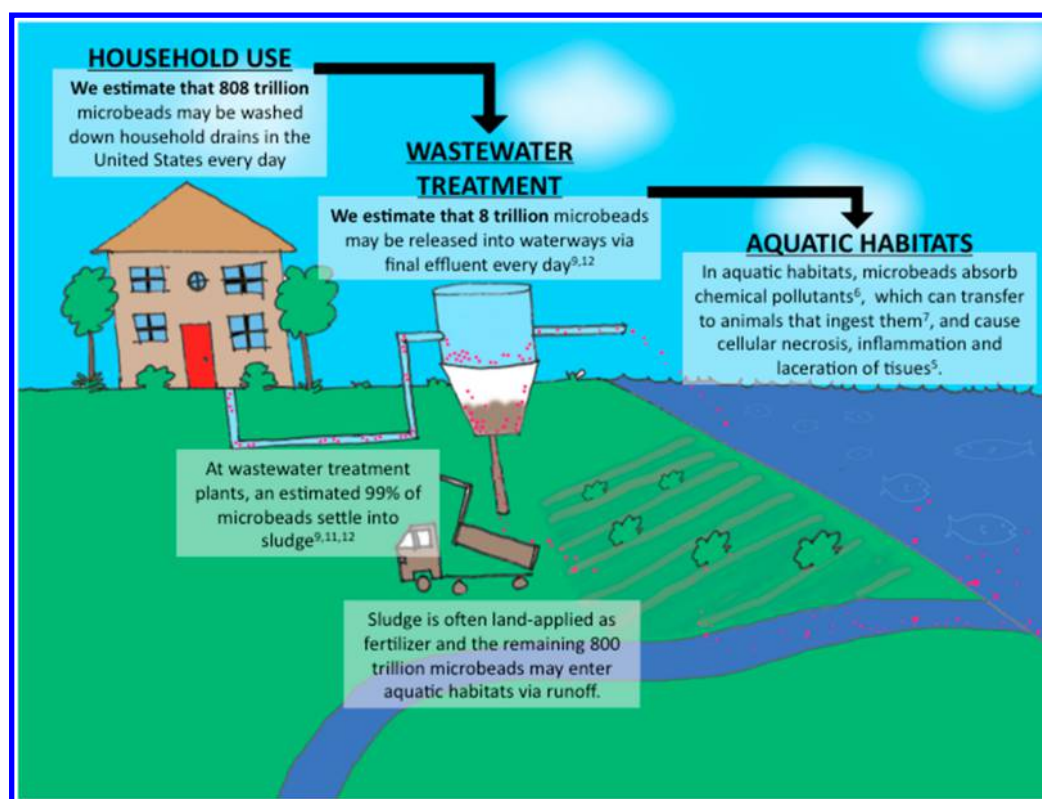 HOUSEHOLD USE
We estimate that 808 trillion
microbeads may be washed
down household drains in the
United States every day
WASTEWATER
TREATMENT
We estimate that 8 trillion microbeads
may be released into waterways via
final effluent every day⁹,¹²
AQUATIC HABITATS
In aquatic habitats, microbeads absorb
chemical pollutants⁶, which can transfer
to animals that ingest them⁷, and cause
cellular necrosis, inflammation and
laceration of tisues⁵.
At wastewater treatment
plants, an estimated 99% of
microbeads settle into
sludge⁹,¹¹,¹²
Sludge is often land-applied as
fertilizer and the remaining 800
trillion microbeads may enter
aquatic habitats via runoff.